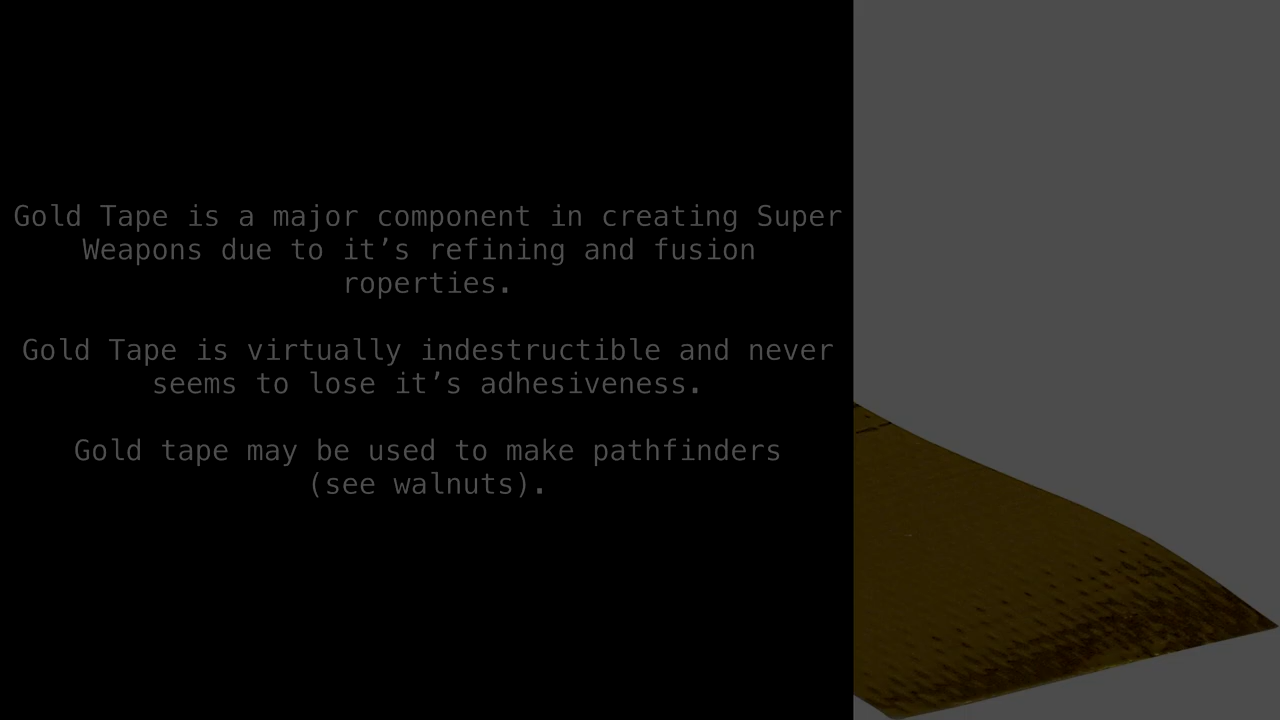 Gold Tape is a major component in creating Super
Weapons due to it’s refining and fusion
roperties.
Gold Tape is virtually indestructible and never
seems to lose it’s adhesiveness.
Gold tape may be used to make pathfinders
(see walnuts).